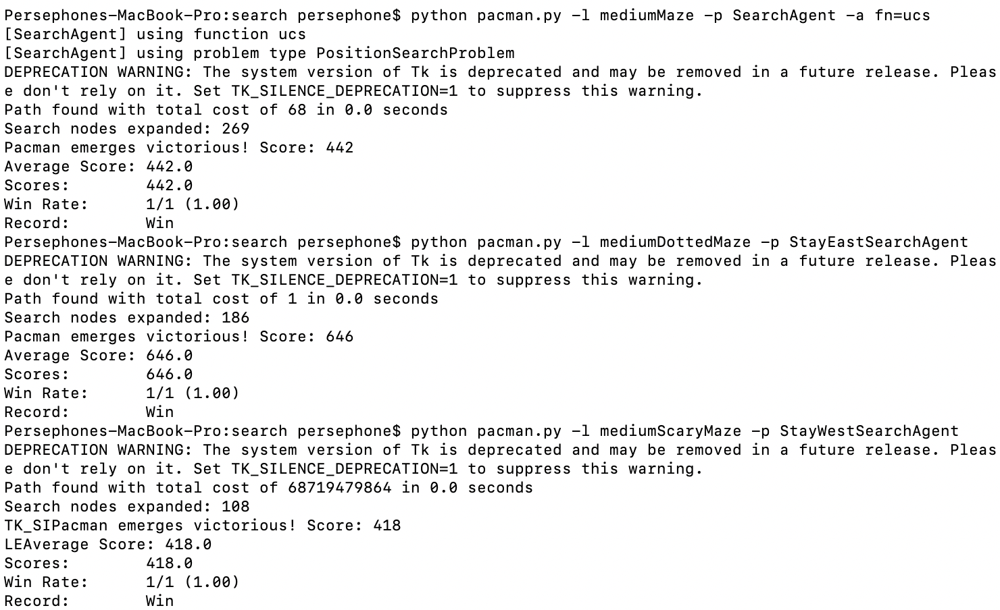 Persephones-MacBook-Pro:search persephone$ python pacman.py -l mediumMaze -p SearchAgent -a fn=ucs
[SearchAgent] using function ucs
[SearchAgent] using problem type PositionSearchProblem
DEPRECATION WARNING: The system version of Tk is deprecated and may be removed in a future release. Pleas
e don't rely on it. Set TK_SILENCE_DEPRECATION=1 to suppress this warning.
Path found with total cost of 68 in 0.0 seconds
Search nodes expanded: 269
Pacman emerges victorious! Score: 442
Average Score: 442.0
Scores:        442.0
Win Rate:      1/1 (1.00)
Record:        Win
Persephones-MacBook-Pro:search persephone$ python pacman.py -l mediumDottedMaze -p StayEastSearchAgent
DEPRECATION WARNING: The system version of Tk is deprecated and may be removed in a future release. Pleas
e don't rely on it. Set TK_SILENCE_DEPRECATION=1 to suppress this warning.
Path found with total cost of 1 in 0.0 seconds
Search nodes expanded: 186
Pacman emerges victorious! Score: 646
Average Score: 646.0
Scores:        646.0
Win Rate:      1/1 (1.00)
Record:        Win
Persephones-MacBook-Pro:search persephone$ python pacman.py -l mediumScaryMaze -p StayWestSearchAgent
DEPRECATION WARNING: The system version of Tk is deprecated and may be removed in a future release. Pleas
e don't rely on it. Set TK_SILENCE_DEPRECATION=1 to suppress this warning.
Path found with total cost of 68719479864 in 0.0 seconds
Search nodes expanded: 108
TK_SIPacman emerges victorious! Score: 418
LEAverage Score: 418.0
Scores:        418.0
Win Rate:      1/1 (1.00)
Record:        Win